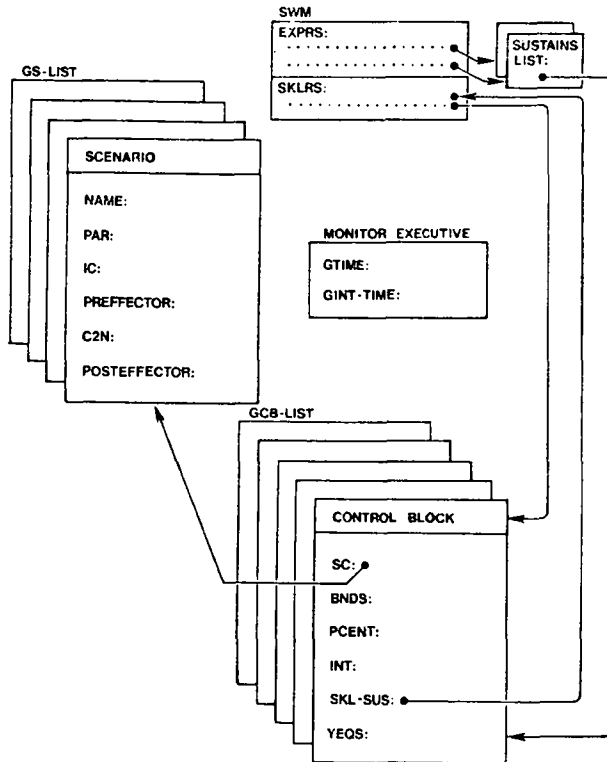 SWM
EXPRS:
SUSTAINS
LIST:
SKLRS:
GS-LIST
SCENARIO
NAME:
PAR:
IC:
PREFFECTOR:
C2N:
POSTEFFECTOR:
MONITOR EXECUTIVE
GTIME:
GINT-TIME:
GCB-LIST
CONTROL BLOCK
SC:
BNDS:
PCENT:
INT:
SKL-SUS:
YEQS: